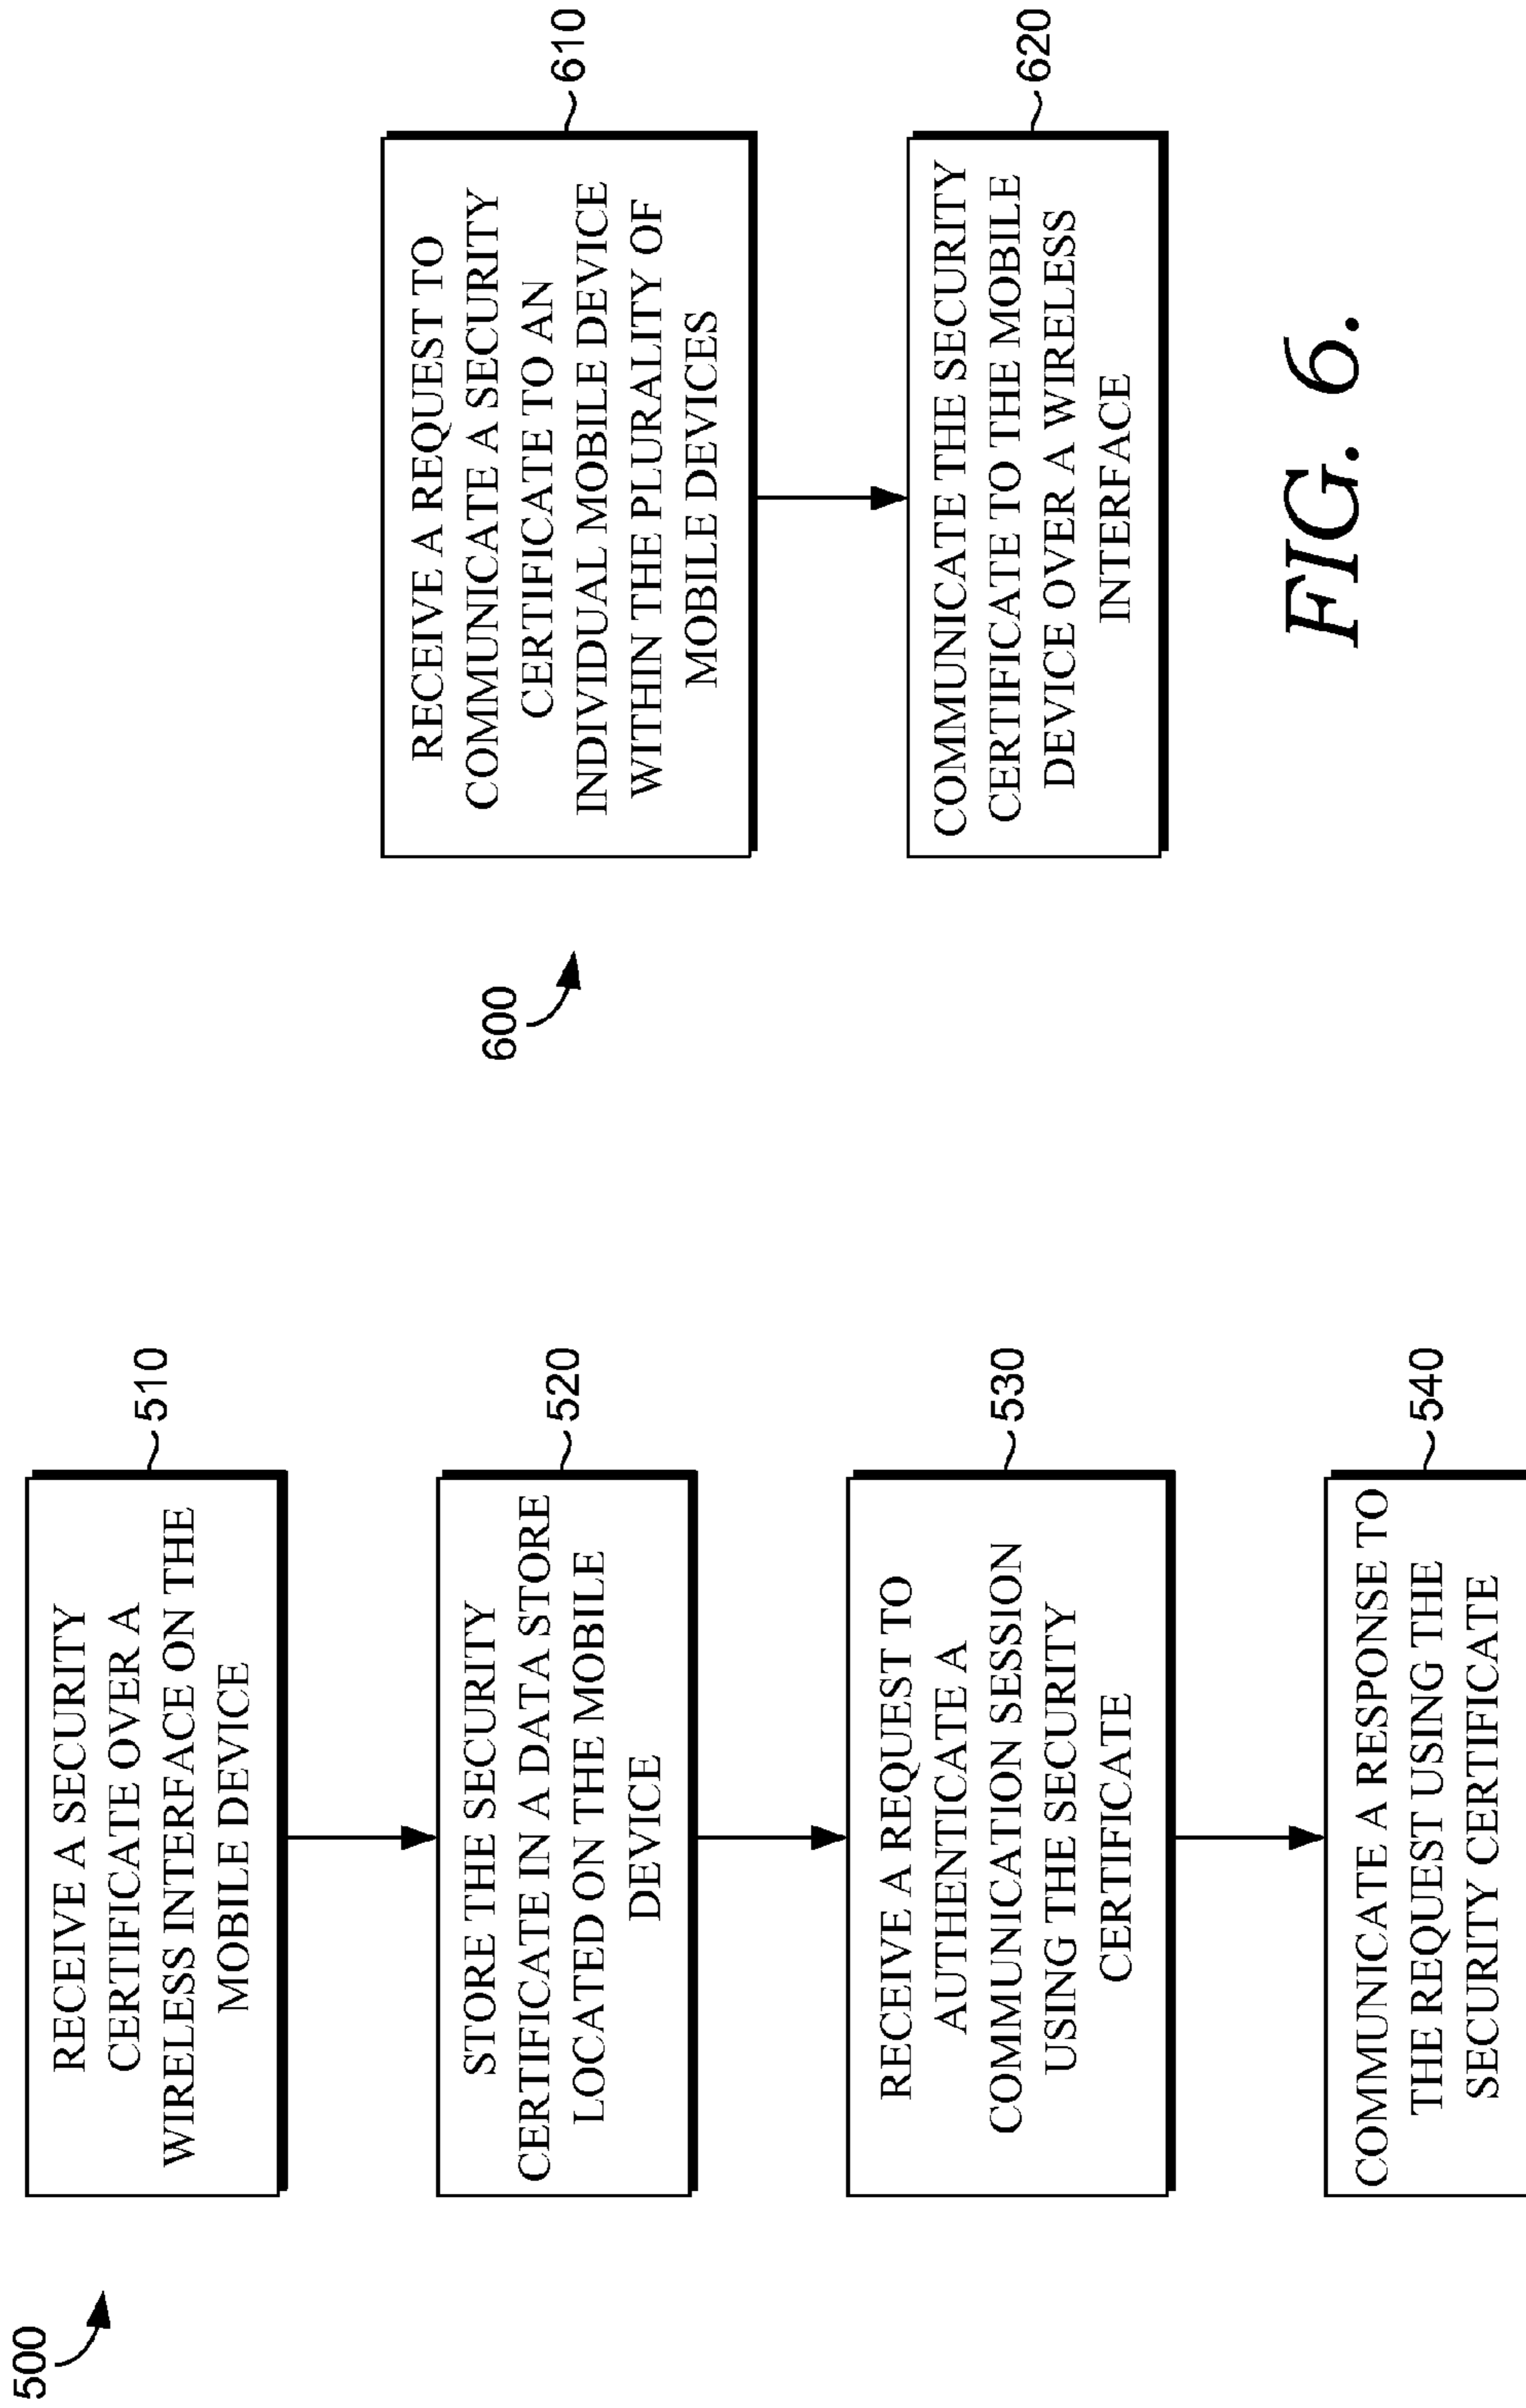 500
510
RECEIVE A SECURITY
CERTIFICATE OVER A
WIRELESS INTERFACE ON THE
MOBILE DEVICE
520
STORE THE SECURITY
CERTIFICATE IN A DATA STORE
LOCATED ON THE MOBILE
DEVICE
530
RECEIVE A REQUEST TO
AUTHENTICATE A
COMMUNICATION SESSION
USING THE SECURITY
CERTIFICATE
540
COMMUNICATE A RESPONSE TO
THE REQUEST USING THE
SECURITY CERTIFICATE
600
610
RECEIVE A REQUEST TO
COMMUNICATE A SECURITY
CERTIFICATE TO AN
INDIVIDUAL MOBILE DEVICE
WITHIN THE PLURALITY OF
MOBILE DEVICES
620
COMMUNICATE THE SECURITY
CERTIFICATE TO THE MOBILE
DEVICE OVER A WIRELESS
INTERFACE
FIG. 6.